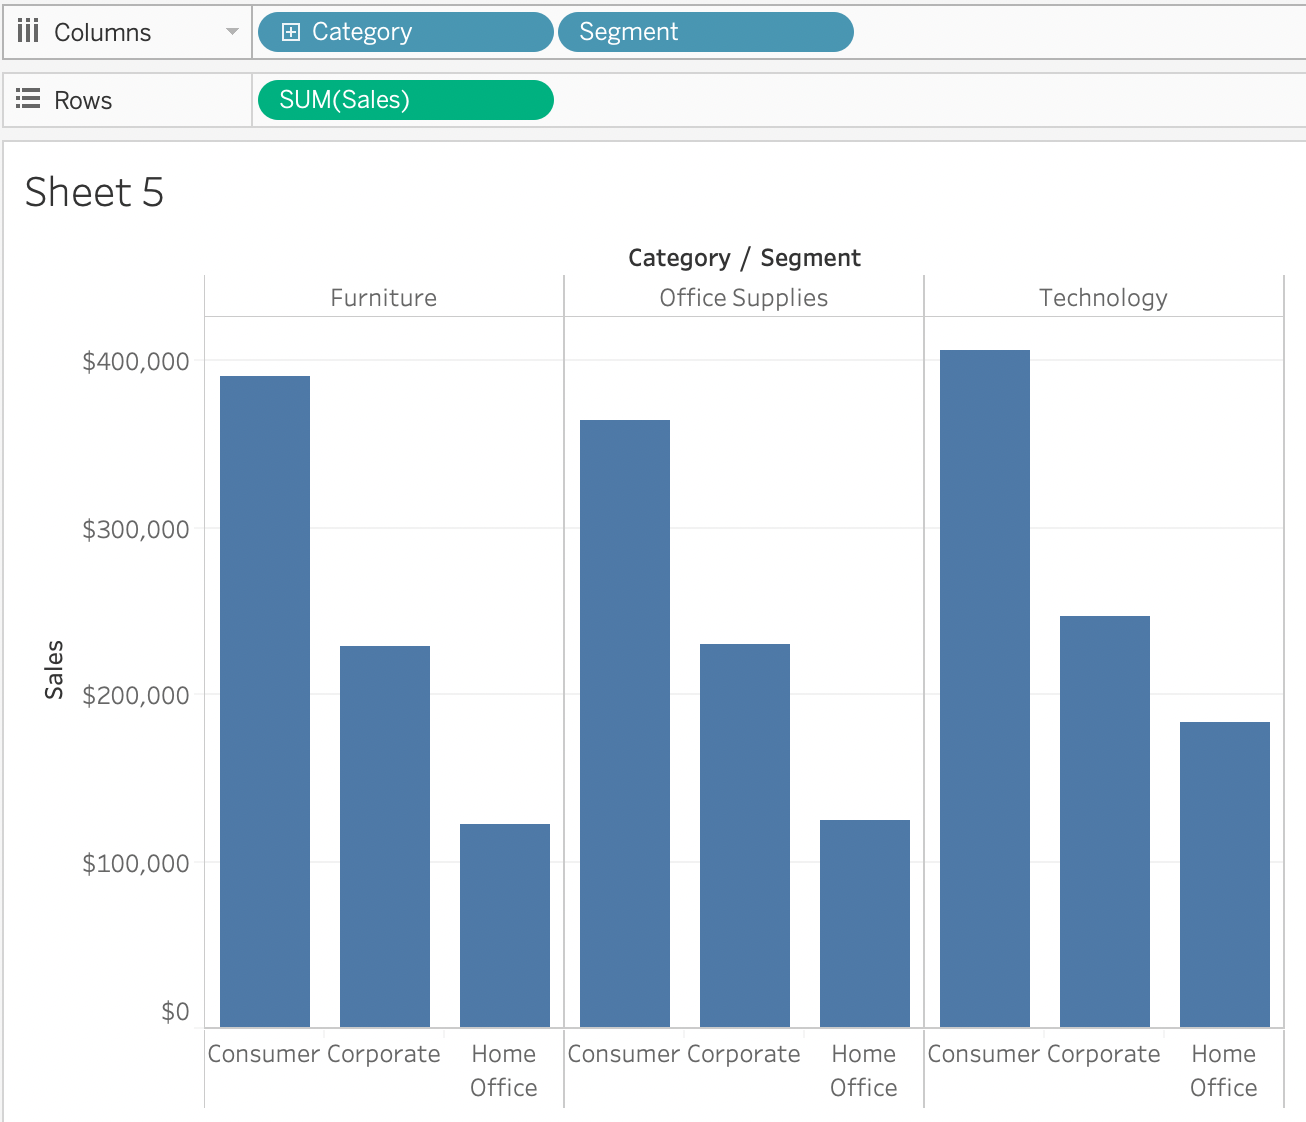 Columns Category Segment
Rows SUM(Sales)
Sheet 5
Category / Segment
Furniture Office Supplies Technology
$400,000
$300,000
$200,000
$100,000
$0
Sales
Consumer Corporate Home Office Consumer Corporate Home Office Consumer Corporate Home Office